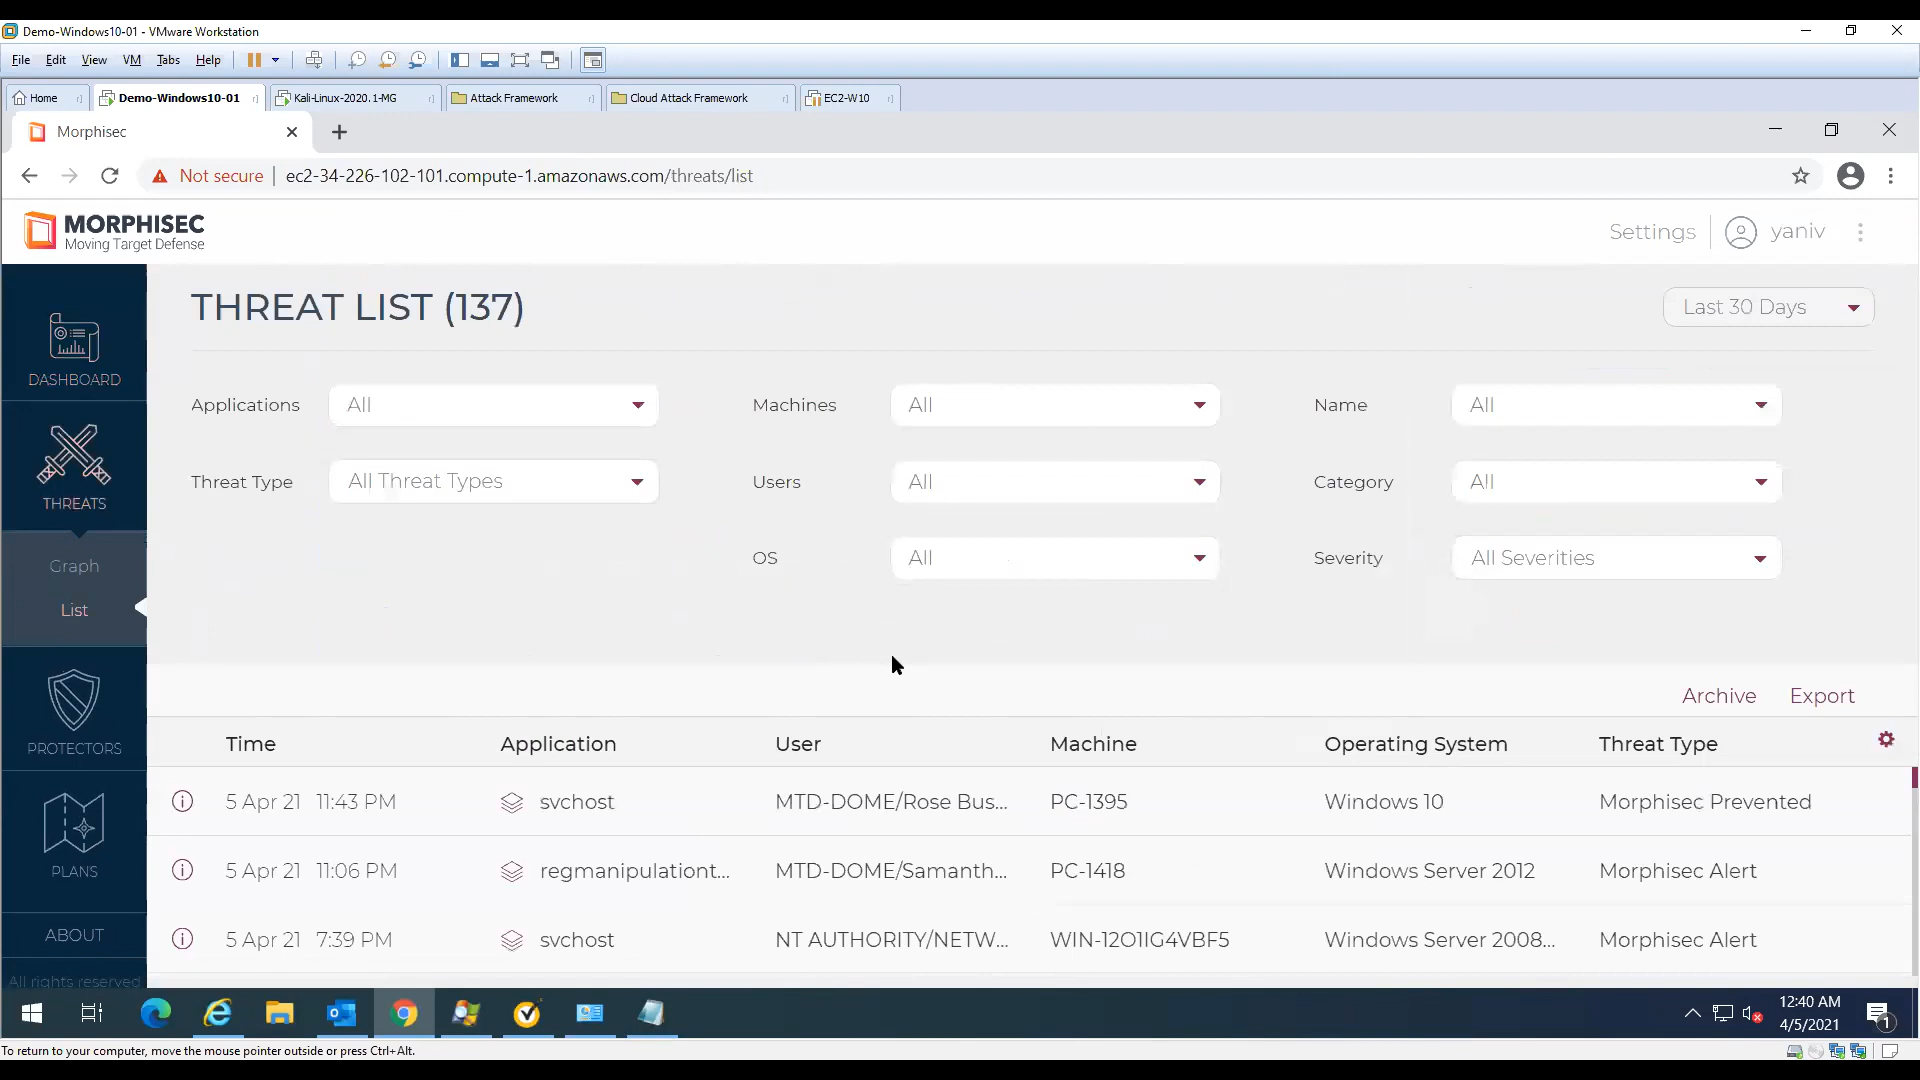 Demo-Windows10-01 - VMware Workstation
File Edit View VM Tabs Help
Home Demo-Windows10-01 Kali-Linux-2020.1-MG Attack Framework Cloud Attack Framework EC2-W10
Morphisec
Not secure ec2-34-226-102-101.compute-1.amazonaws.com/threats/list
MORPHISEC
Moving Target Defense
Settings yaniv
THREAT LIST (137)
Last 30 Days
DASHBOARD
THREATS
Graph
List
PROTECTORS
PLANS
ABOUT
All rights reserved
Applications All Machines All Name All
Threat Type All Threat Types Users All Category All
OS All Severity All Severities
Archive Export
Time Application User Machine Operating System Threat Type
5 Apr 21 11:43 PM svchost MTD-DOME/Rose Bus... PC-1395 Windows 10 Morphisec Prevented
5 Apr 21 11:06 PM regmanipulationt... MTD-DOME/Samanth... PC-1418 Windows Server 2012 Morphisec Alert
5 Apr 21 7:39 PM svchost NT AUTHORITY/NETW... WIN-12O1IG4VBF5 Windows Server 2008... Morphisec Alert
12:40 AM
4/5/2021
1
To return to your computer, move the mouse pointer outside or press Ctrl+Alt.